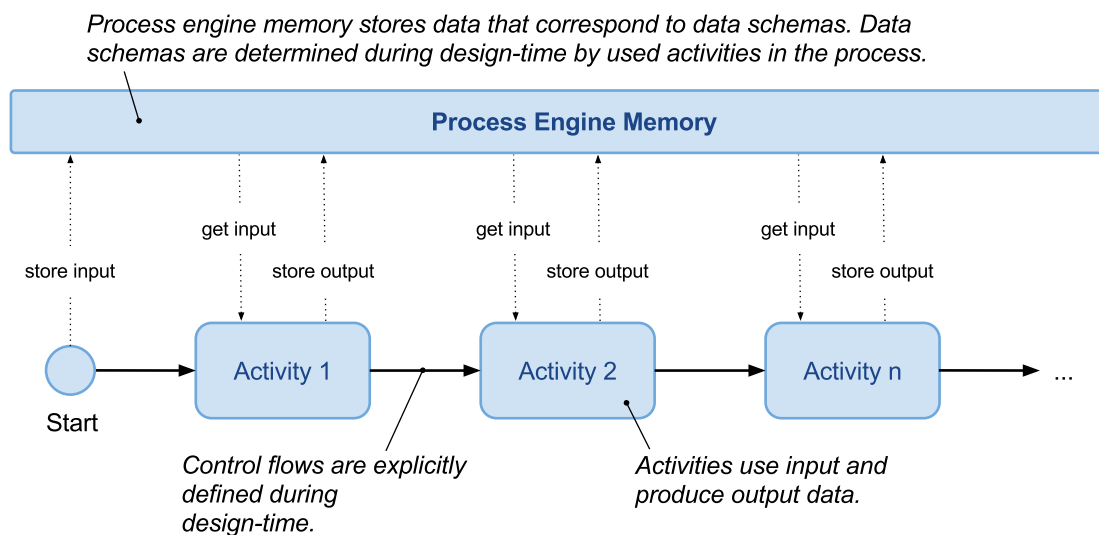 Process engine memory stores data that correspond to data schemas. Data
schemas are determined during design-time by used activities in the process.
Process Engine Memory
get input
get input
get input
store input
store output
store output
store output
Activity 1
Activity 2
Activity n
...
Start
Control flows are explicitly
defined during
design-time.
Activities use input and
produce output data.